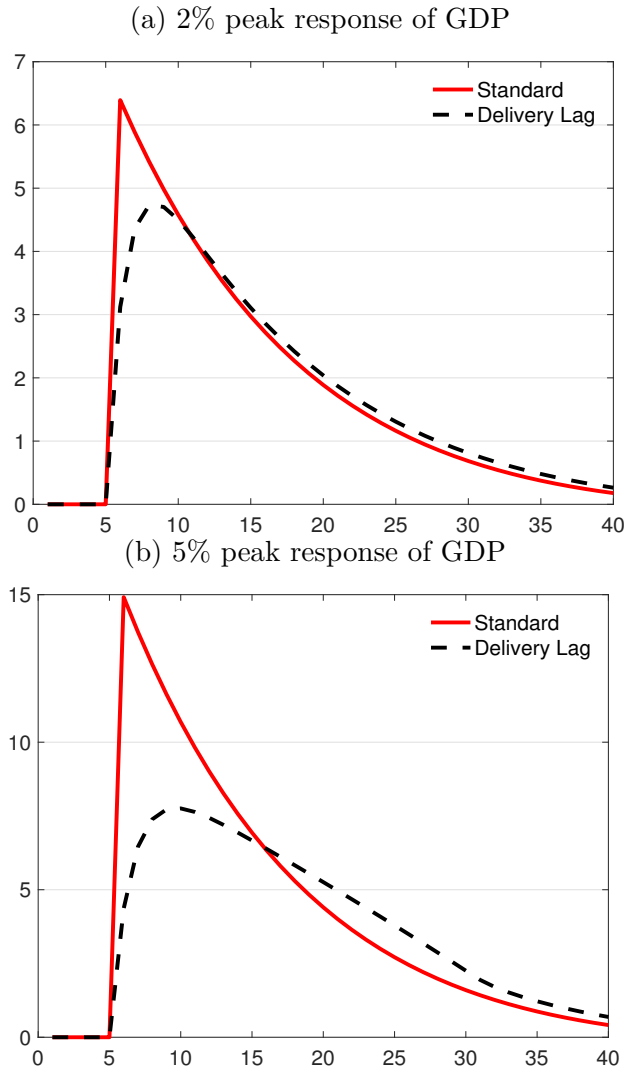 (a) 2% peak response of GDP
7
6
5
4
3
2
1
0
Standard
Delivery Lag
0 5 10 15 20 25 30 35 40
(b) 5% peak response of GDP
15
10
5
0
Standard
Delivery Lag
0 5 10 15 20 25 30 35 40